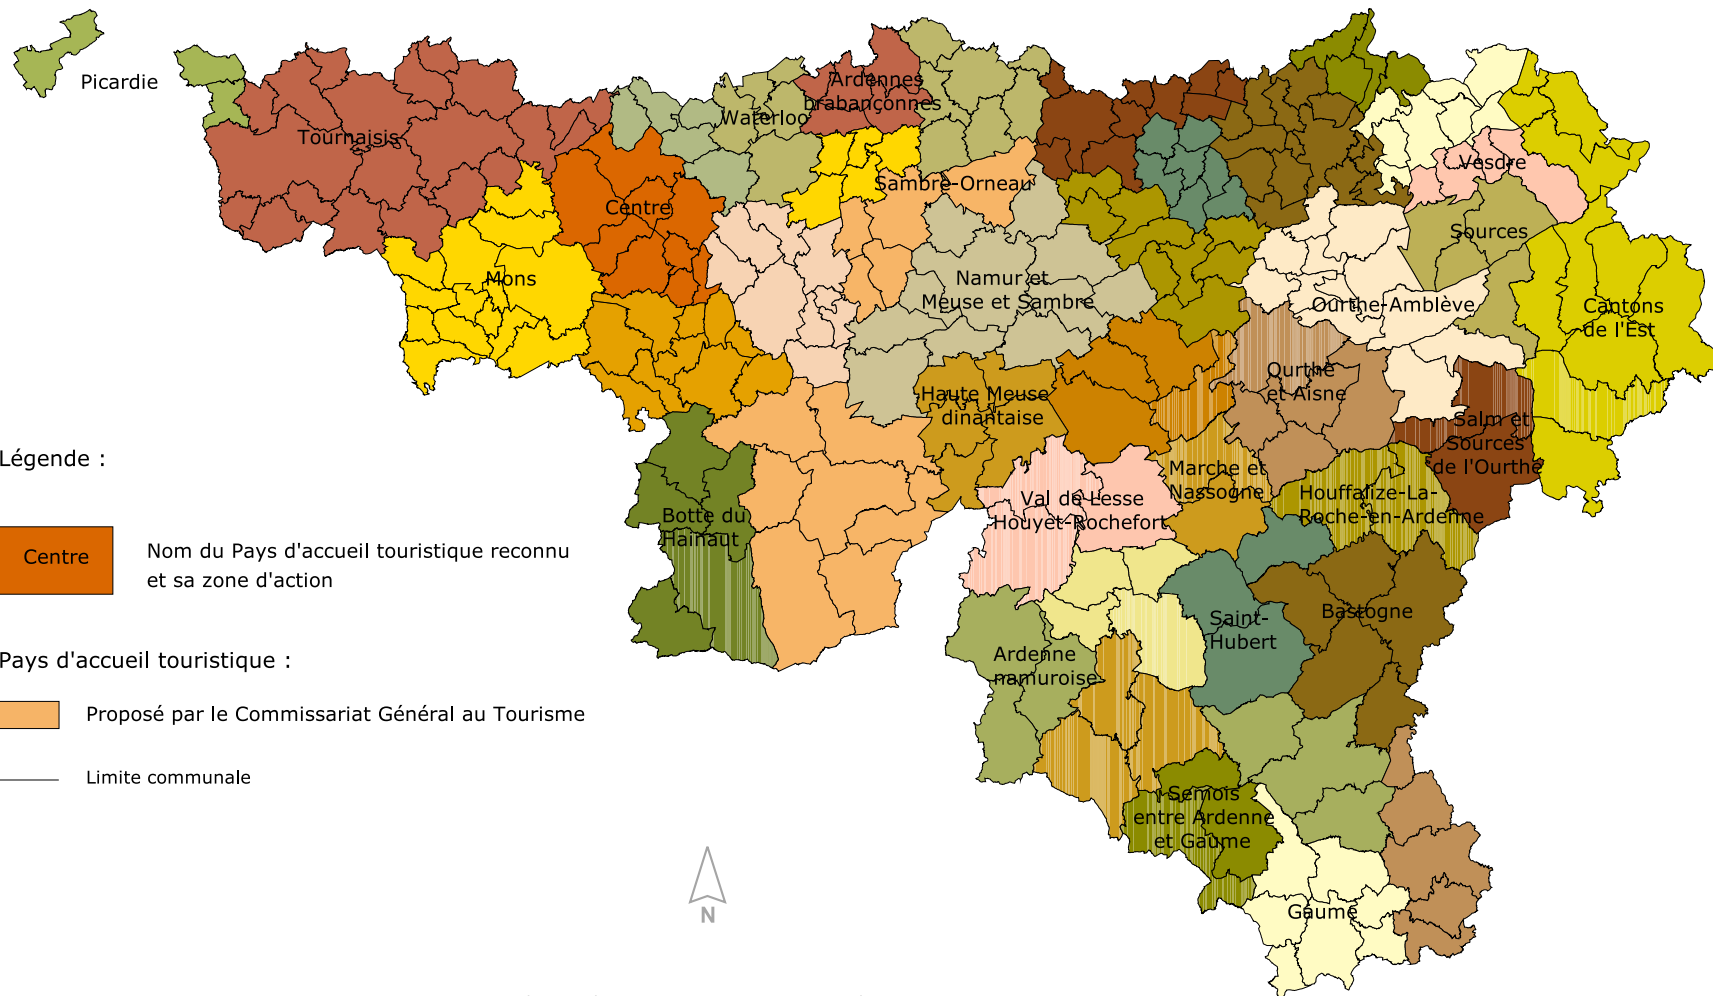 Picardie
Tournaisis
Waterloo
Ardennes
brabançonnes
Centre
Sambre-Orneau
Vesdre
Sources
Mons
Namur et
Meuse et Sambre
Ourthe-Amblève
Cantons
de l'Est
Haute Meuse
dinantaise
Ourthe
et Aisne
Salm et
Sources
de l'Ourthe
Marche et
Nassogne
Val de Lesse
Houyet-Rochefort
Houffalize-La-
Roche-en-Ardenne
Botte du
Hainaut
Saint-
Hubert
Bastogne
Ardenne
namuroise
Semois
entre Ardenne
et Gaume
Gaume
Légende :
Centre
Nom du Pays d'accueil touristique reconnu
et sa zone d'action
Pays d'accueil touristique :
Proposé par le Commissariat Général au Tourisme
Limite communale
N